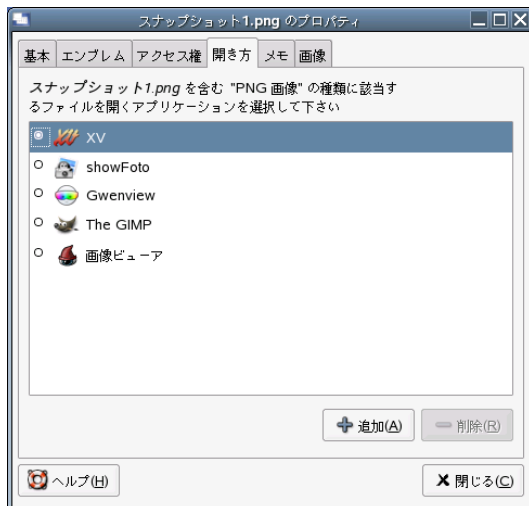 スナップショット1.png のプロパティ
基本 エンブレム アクセス権 開き方 メモ 画像
スナップショット1.png を含む "PNG 画像" の種類に該当す
るファイルを開くアプリケーションを選択して下さい
XV
showFoto
Gwenview
The GIMP
画像ビューア
追加(A) 削除(R)
ヘルプ(H) 閉じる(C)